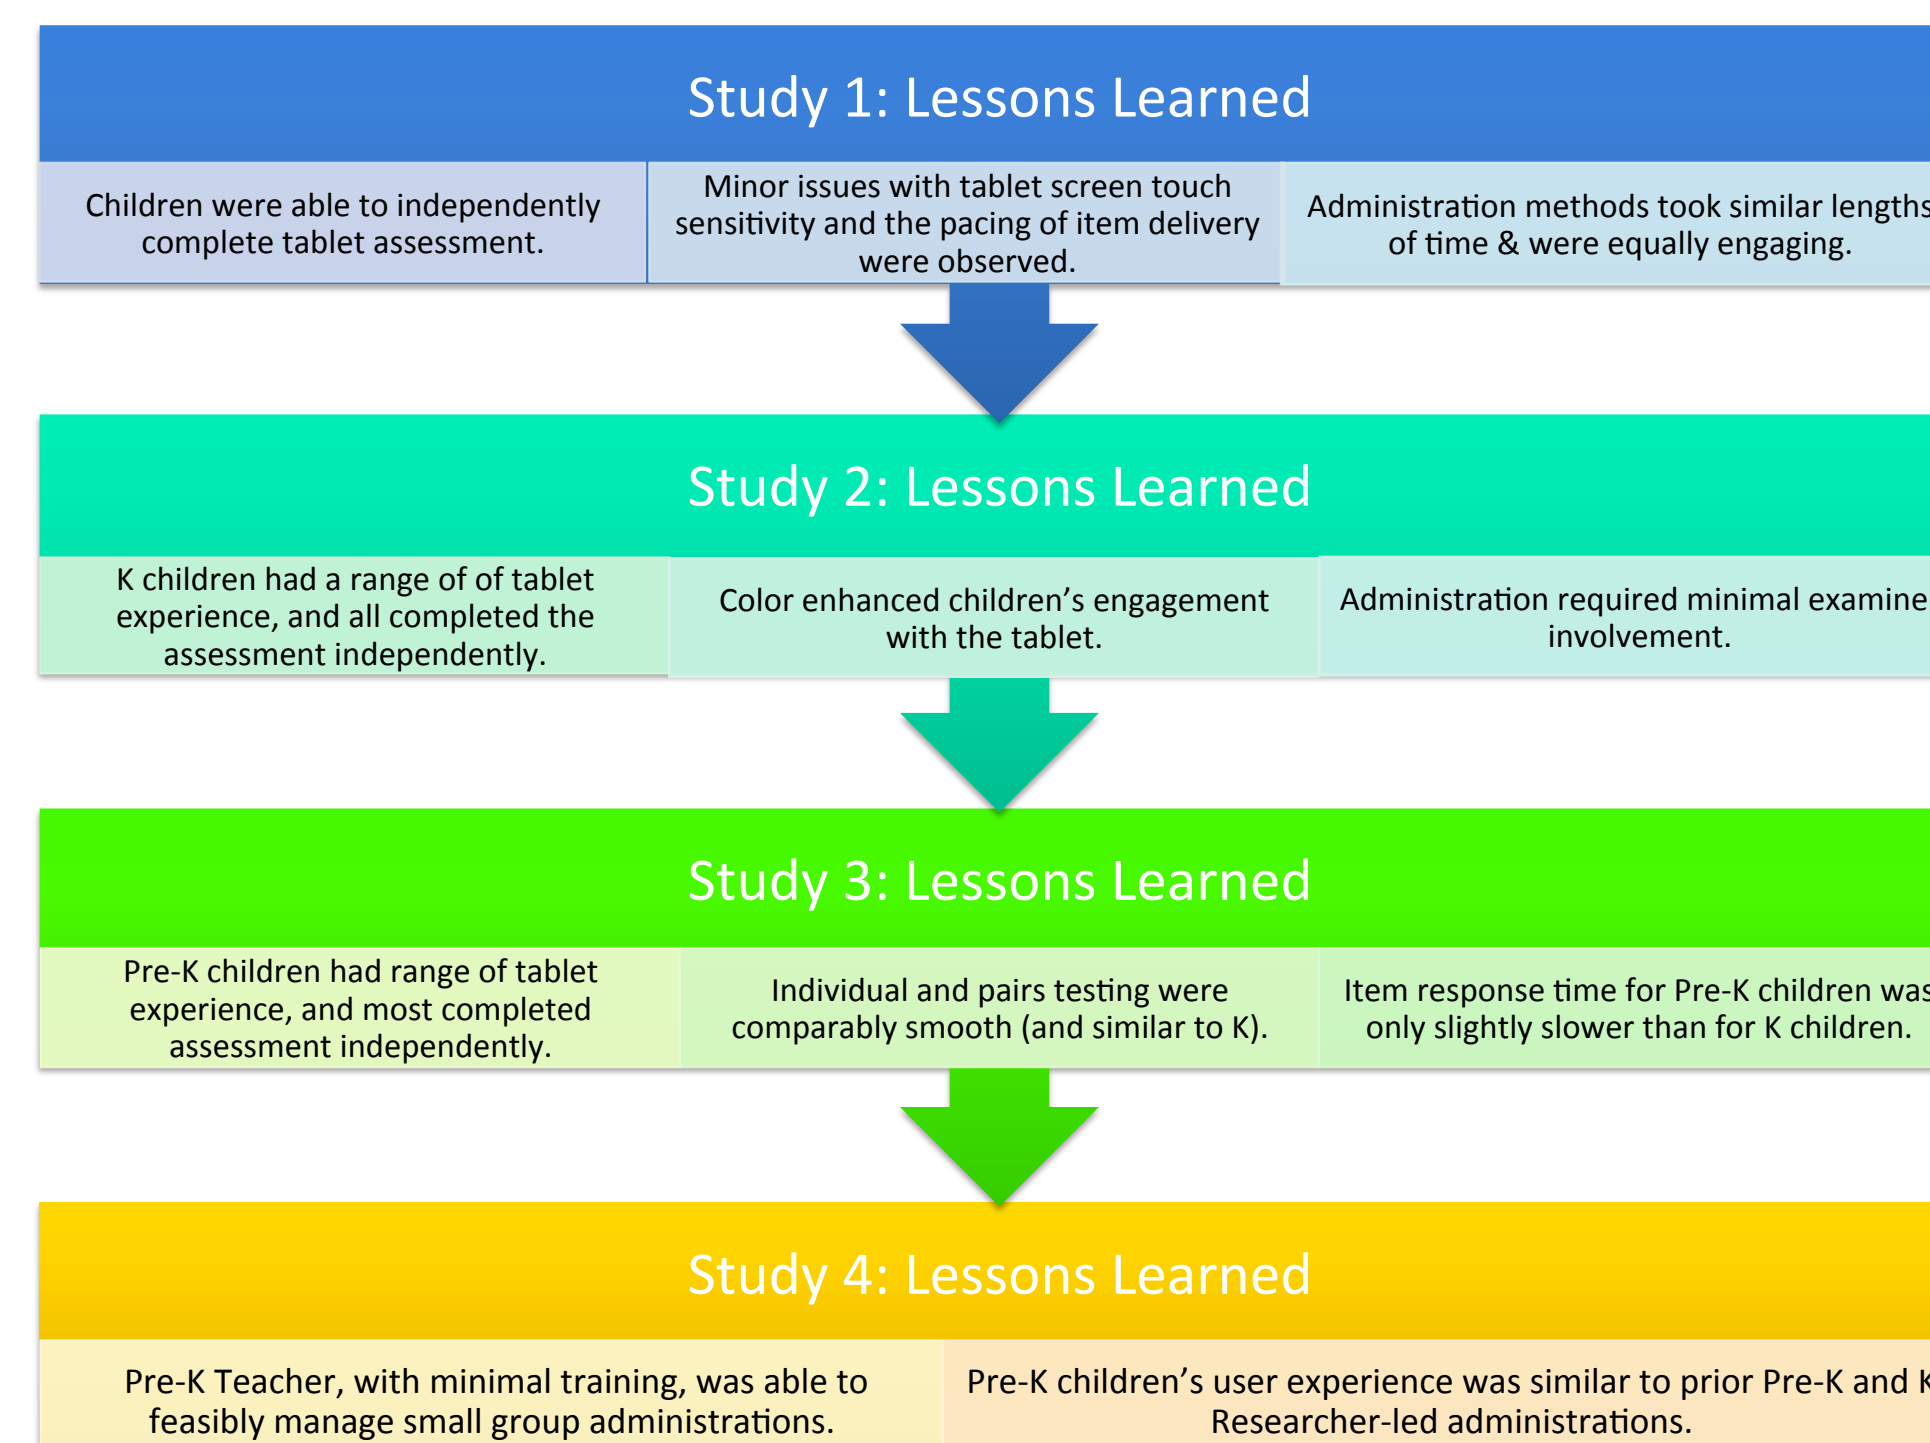 Study 1: Lessons Learned
Children were able to independently
complete tablet assessment.
Minor issues with tablet screen touch
sensitivity and the pacing of item delivery
were observed.
Administration methods took similar lengths
of time & were equally engaging.
Study 2: Lessons Learned
K children had a range of of tablet
experience, and all completed the
assessment independently.
Color enhanced children’s engagement
with the tablet.
Administration required minimal examine
involvement.
Study 3: Lessons Learned
Pre-K children had range of tablet
experience, and most completed
assessment independently.
Individual and pairs testing were
comparably smooth (and similar to K).
Item response time for Pre-K children was
only slightly slower than for K children.
Study 4: Lessons Learned
Pre-K Teacher, with minimal training, was able to
feasibly manage small group administrations.
Pre-K children’s user experience was similar to prior Pre-K and K
Researcher-led administrations.